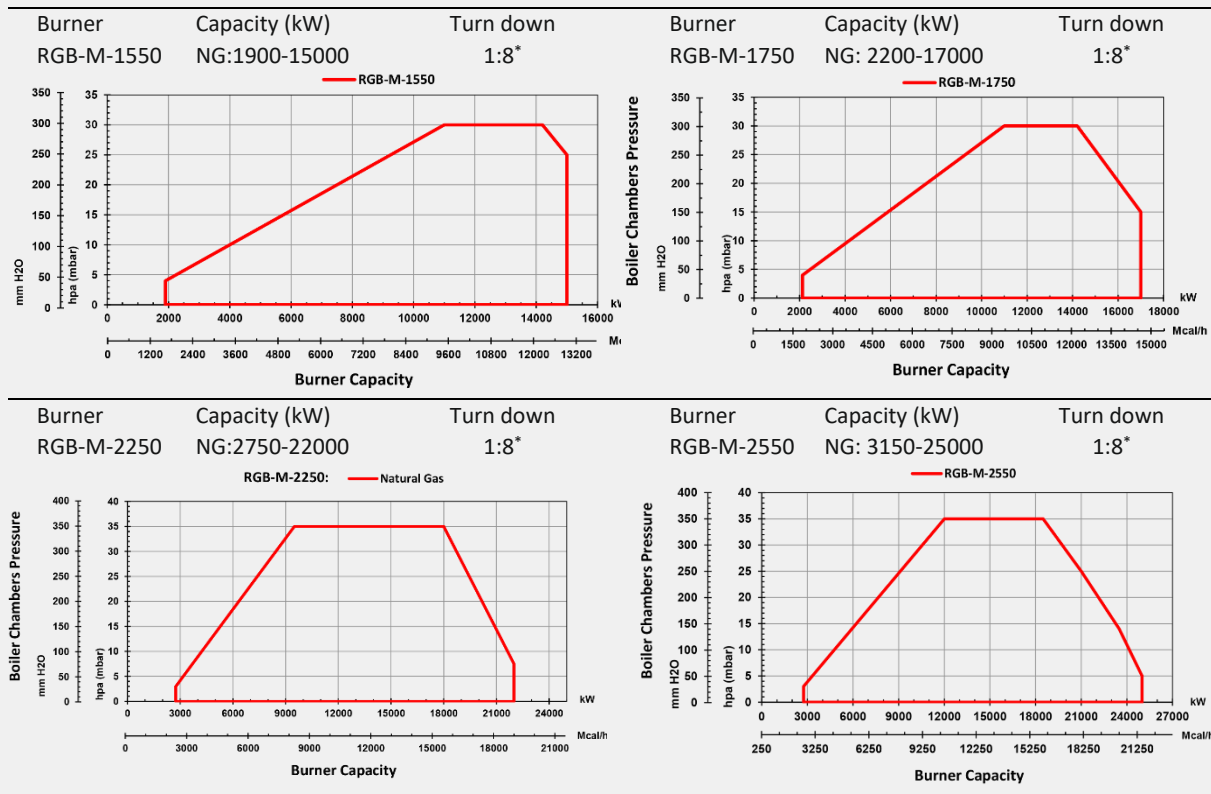 Burner Capacity (kW) Turn down
RGB-M-1550 NG:1900-15000 1:8*
RGB-M-1550
350 300 250 200 150 100 50 0
mm H2O
35 30 25 20 15 10 5 0
hpa (mbar)
0 2000 4000 6000 8000 10000 12000 14000 16000
0 1200 2400 3600 4800 6000 7200 8400 9600 10800 12000 13200
Burner Capacity
Burner Capacity (kW) Turn down
RGB-M-1750 NG: 2200-17000 1:8*
RGB-M-1750
Boiler Chambers Pressure
350 300 250 200 150 100 50 0
mm H2O
35 30 25 20 15 10 5 0
hpa (mbar)
0 2000 4000 6000 8000 10000 12000 14000 16000 18000
kW
Mcal/h
0 1500 3000 4500 6000 7500 9000 10500 12000 13500 15000
Burner Capacity
Burner Capacity (kW) Turn down
RGB-M-2250 NG:2750-22000 1:8*
RGB-M-2250: Natural Gas
Boiler Chambers Pressure
400 350 300 250 200 150 100 50 0
mm H2O
40 35 30 25 20 15 10 5 0
hpa (mbar)
0 3000 6000 9000 12000 15000 18000 21000 24000
kW
Mcal/h
0 3000 6000 9000 12000 15000 18000 21000
Burner Capacity
Burner Capacity (kW) Turn down
RGB-M-2550 NG: 3150-25000 1:8*
RGB-M-2550
Boiler Chambers Pressure
400 350 300 250 200 150 100 50 0
mm H2O
40 35 30 25 20 15 10 5 0
hpa (mbar)
0 3000 6000 9000 12000 15000 18000 21000 24000 27000
kW
Mcal/h
250 3250 6250 9250 12250 15250 18250 21250
Burner Capacity